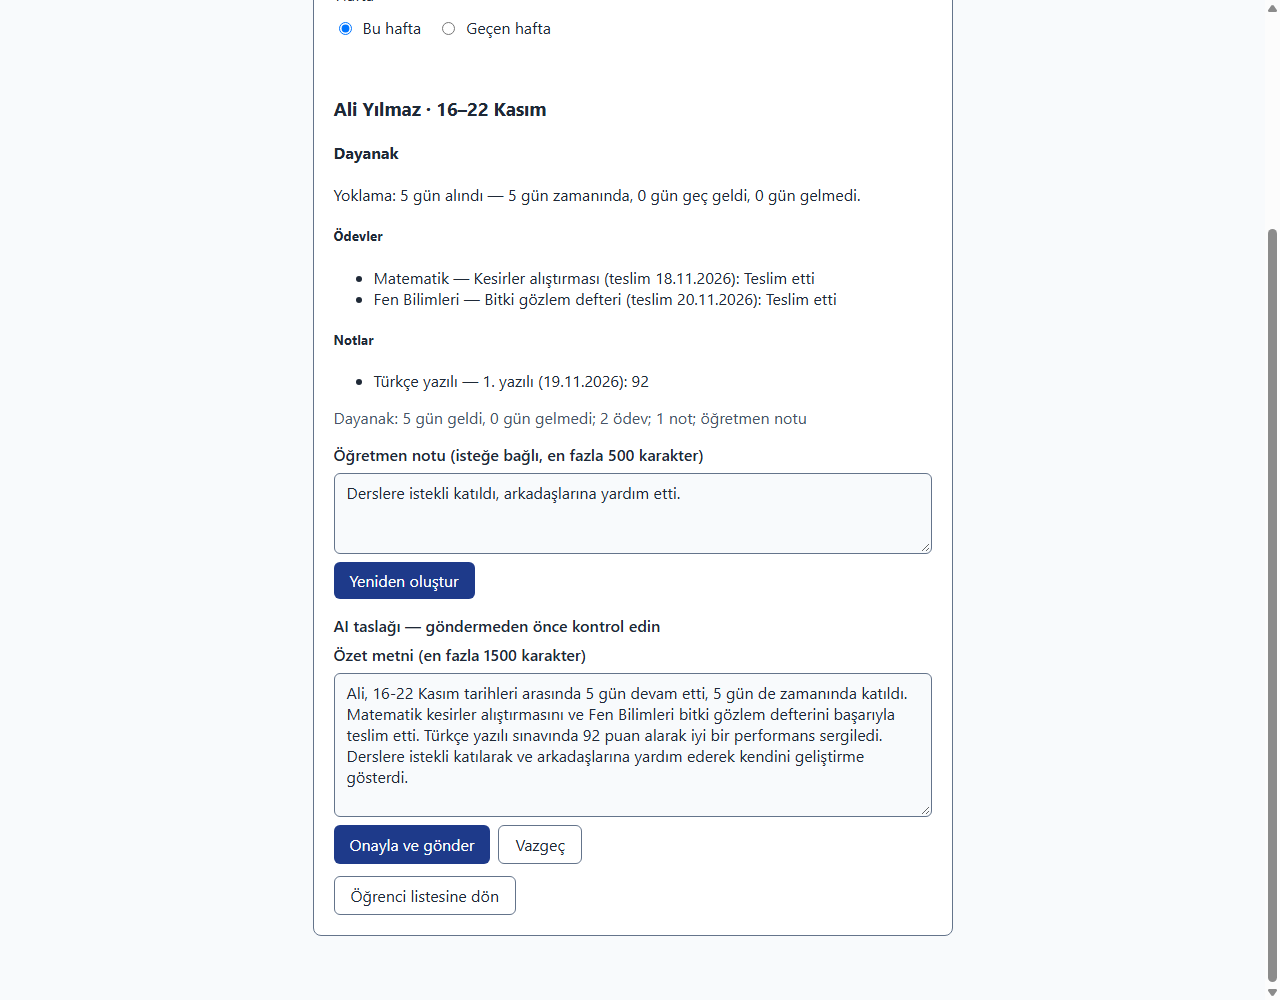 Bu hafta
Geçen hafta
Ali Yılmaz · 16–22 Kasım
Dayanak
Yoklama: 5 gün alındı — 5 gün zamanında, 0 gün geç geldi, 0 gün gelmedi.
Ödevler
Matematik — Kesirler alıştırması (teslim 18.11.2026): Teslim etti
Fen Bilimleri — Bitki gözlem defteri (teslim 20.11.2026): Teslim etti
Notlar
Türkçe yazılı — 1. yazılı (19.11.2026): 92
Dayanak: 5 gün geldi, 0 gün gelmedi; 2 ödev; 1 not; öğretmen notu
Öğretmen notu (isteğe bağlı, en fazla 500 karakter)
Derslere istekli katıldı, arkadaşlarına yardım etti.
Yeniden oluştur
AI taslağı — göndermeden önce kontrol edin
Özet metni (en fazla 1500 karakter)
Ali, 16-22 Kasım tarihleri arasında 5 gün devam etti, 5 gün de zamanında katıldı.
Matematik kesirler alıştırmasını ve Fen Bilimleri bitki gözlem defterini başarıyla
teslim etti. Türkçe yazılı sınavında 92 puan alarak iyi bir performans sergiledi.
Derslere istekli katılarak ve arkadaşlarına yardım ederek kendini geliştirme
gösterdi.
Onayla ve gönder
Vazgeç
Öğrenci listesine dön